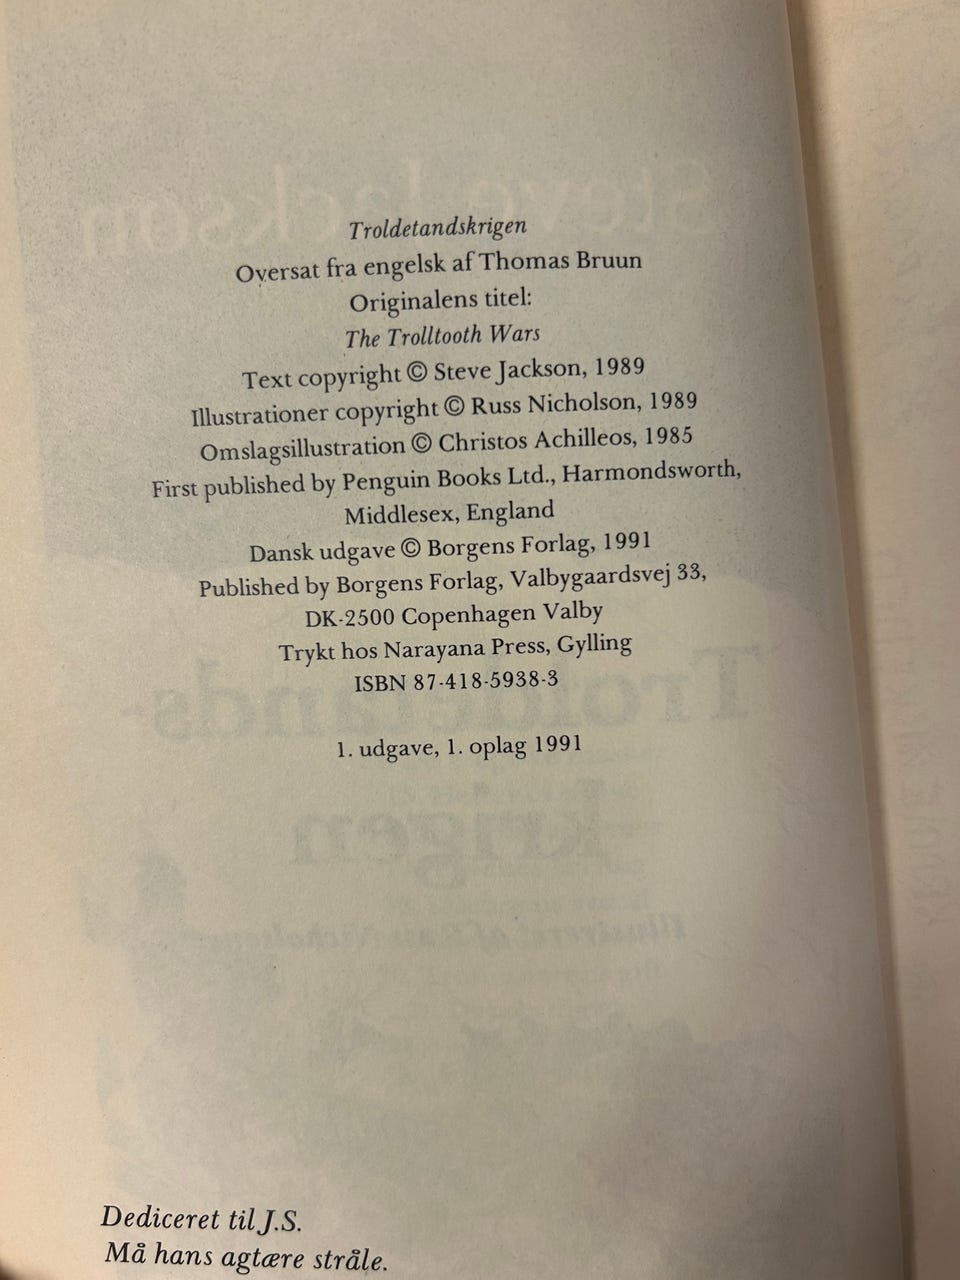 Troldetandskrigen
Oversat fra engelsk af Thomas Bruun
Originalens titel:
The Trolltooth Wars
Text copyright © Steve Jackson, 1989
Illustrationer copyright © Russ Nicholson, 1989
Omslagsillustration © Christos Achilleos, 1985
First published by Penguin Books Ltd., Harmondsworth,
Middlesex, England
Dansk udgave © Borgens Forlag, 1991
Published by Borgens Forlag, Valbygaardsvej 33,
DK-2500 Copenhagen Valby
Trykt hos Narayana Press, Gylling
ISBN 87-418-5938-3
1. udgave, 1. oplag 1991
Dediceret til J.S.
Må hans agtære stråle.